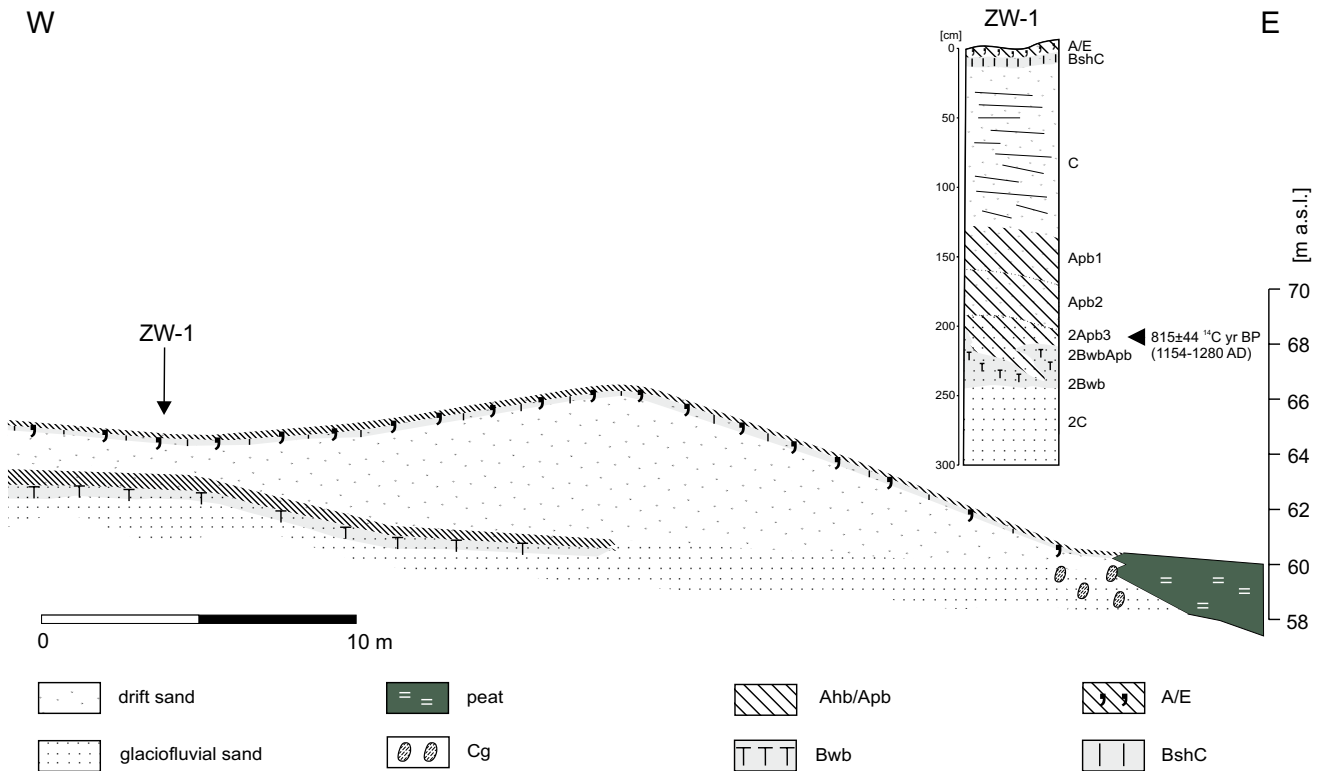 W
ZW-1
E
[cm]
0
50
100
150
200
250
300
A/E
BshC
C
Apb1
Apb2
2Apb3
2BwbApb
2Bwb
2C
815±44 ¹⁴C yr BP
(1154-1280 AD)
[m a.s.l.]
70
68
66
64
62
60
58
ZW-1
0 10 m
drift sand
peat
Ahb/Apb
A/E
glaciofluvial sand
Cg
Bwb
BshC